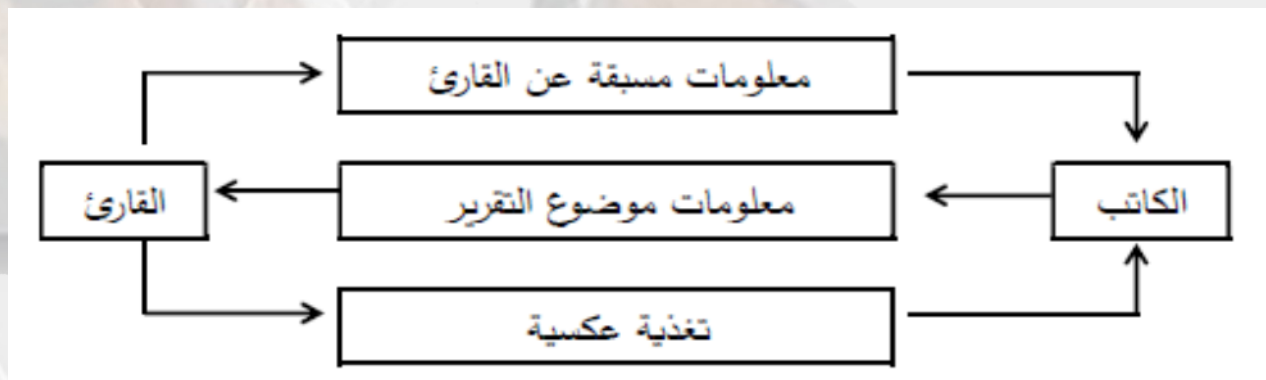 معلومات مسبقة عن القارئ
الكاتب
معلومات موضوع التقرير
القارئ
تغذية عكسية